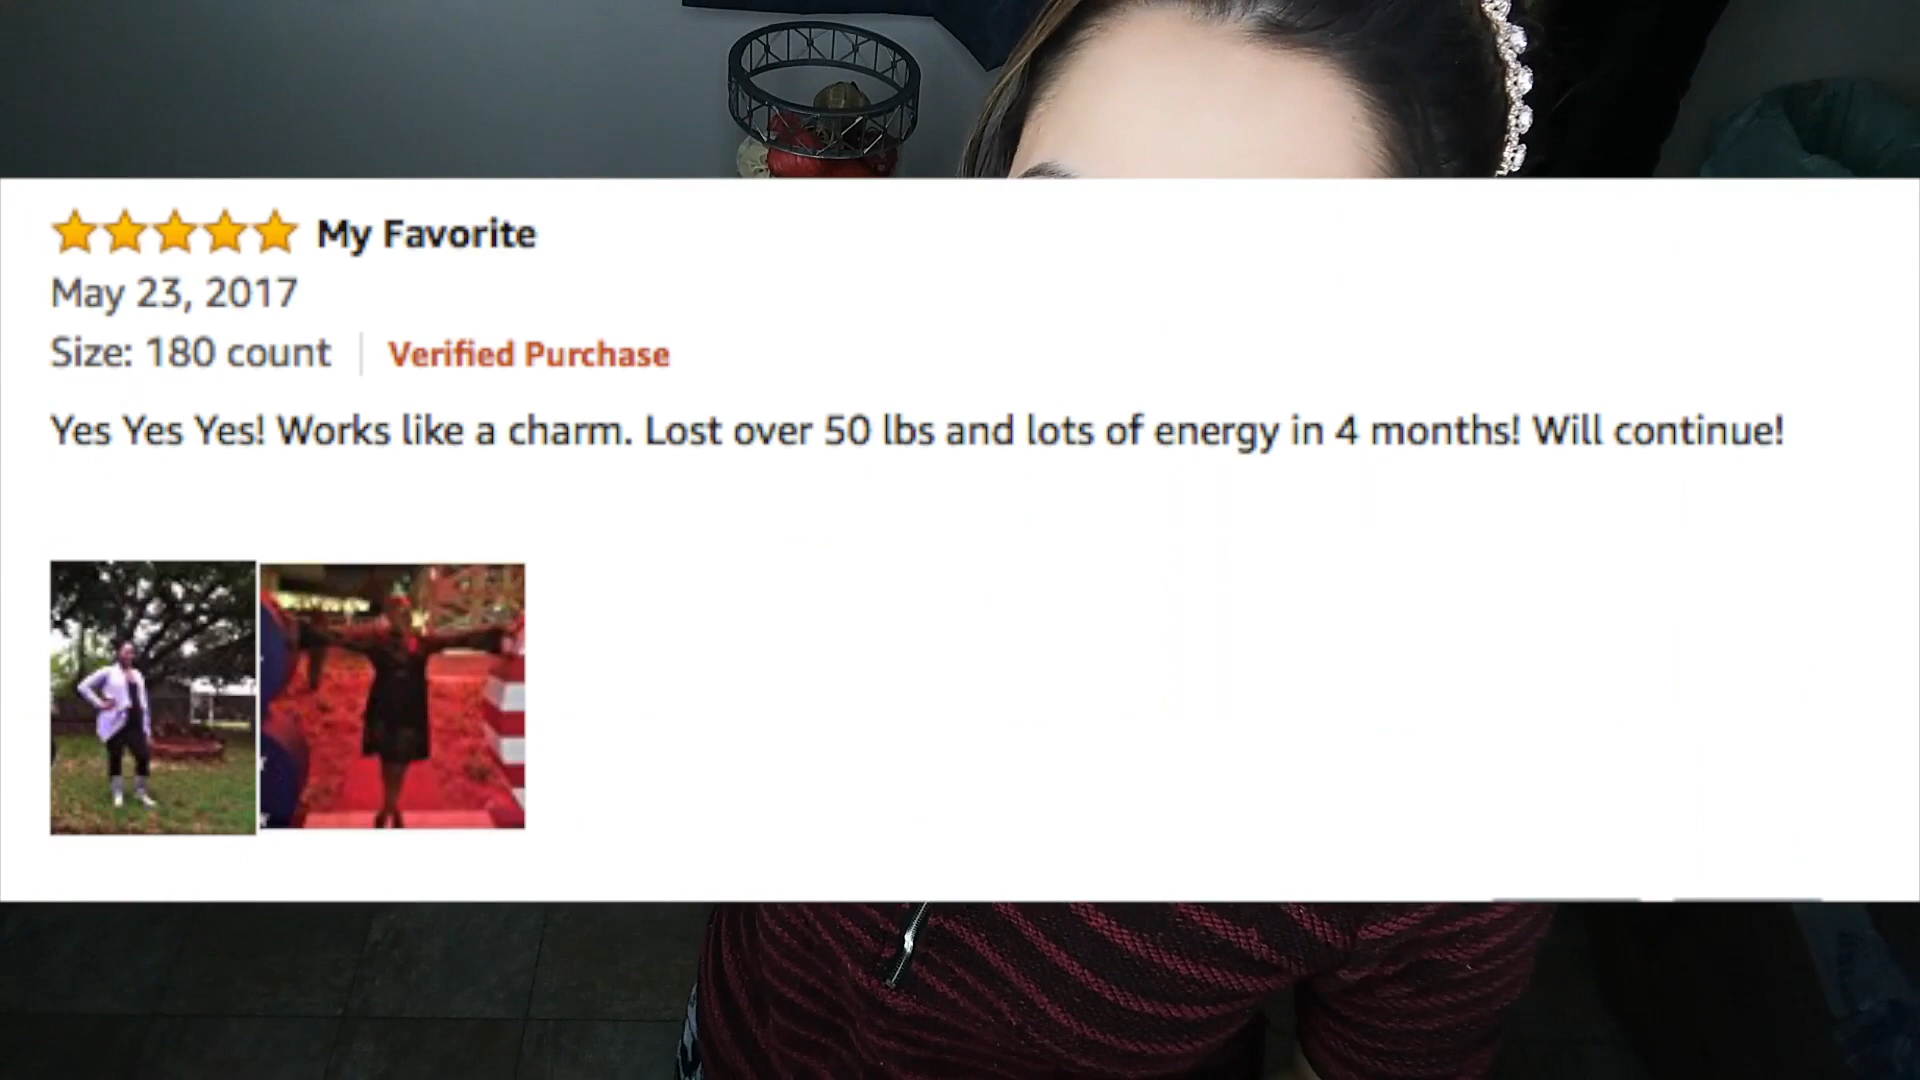 My Favorite
May 23, 2017
Size: 180 count | Verified Purchase
Yes Yes Yes! Works like a charm. Lost over 50 lbs and lots of energy in 4 months! Will continue!